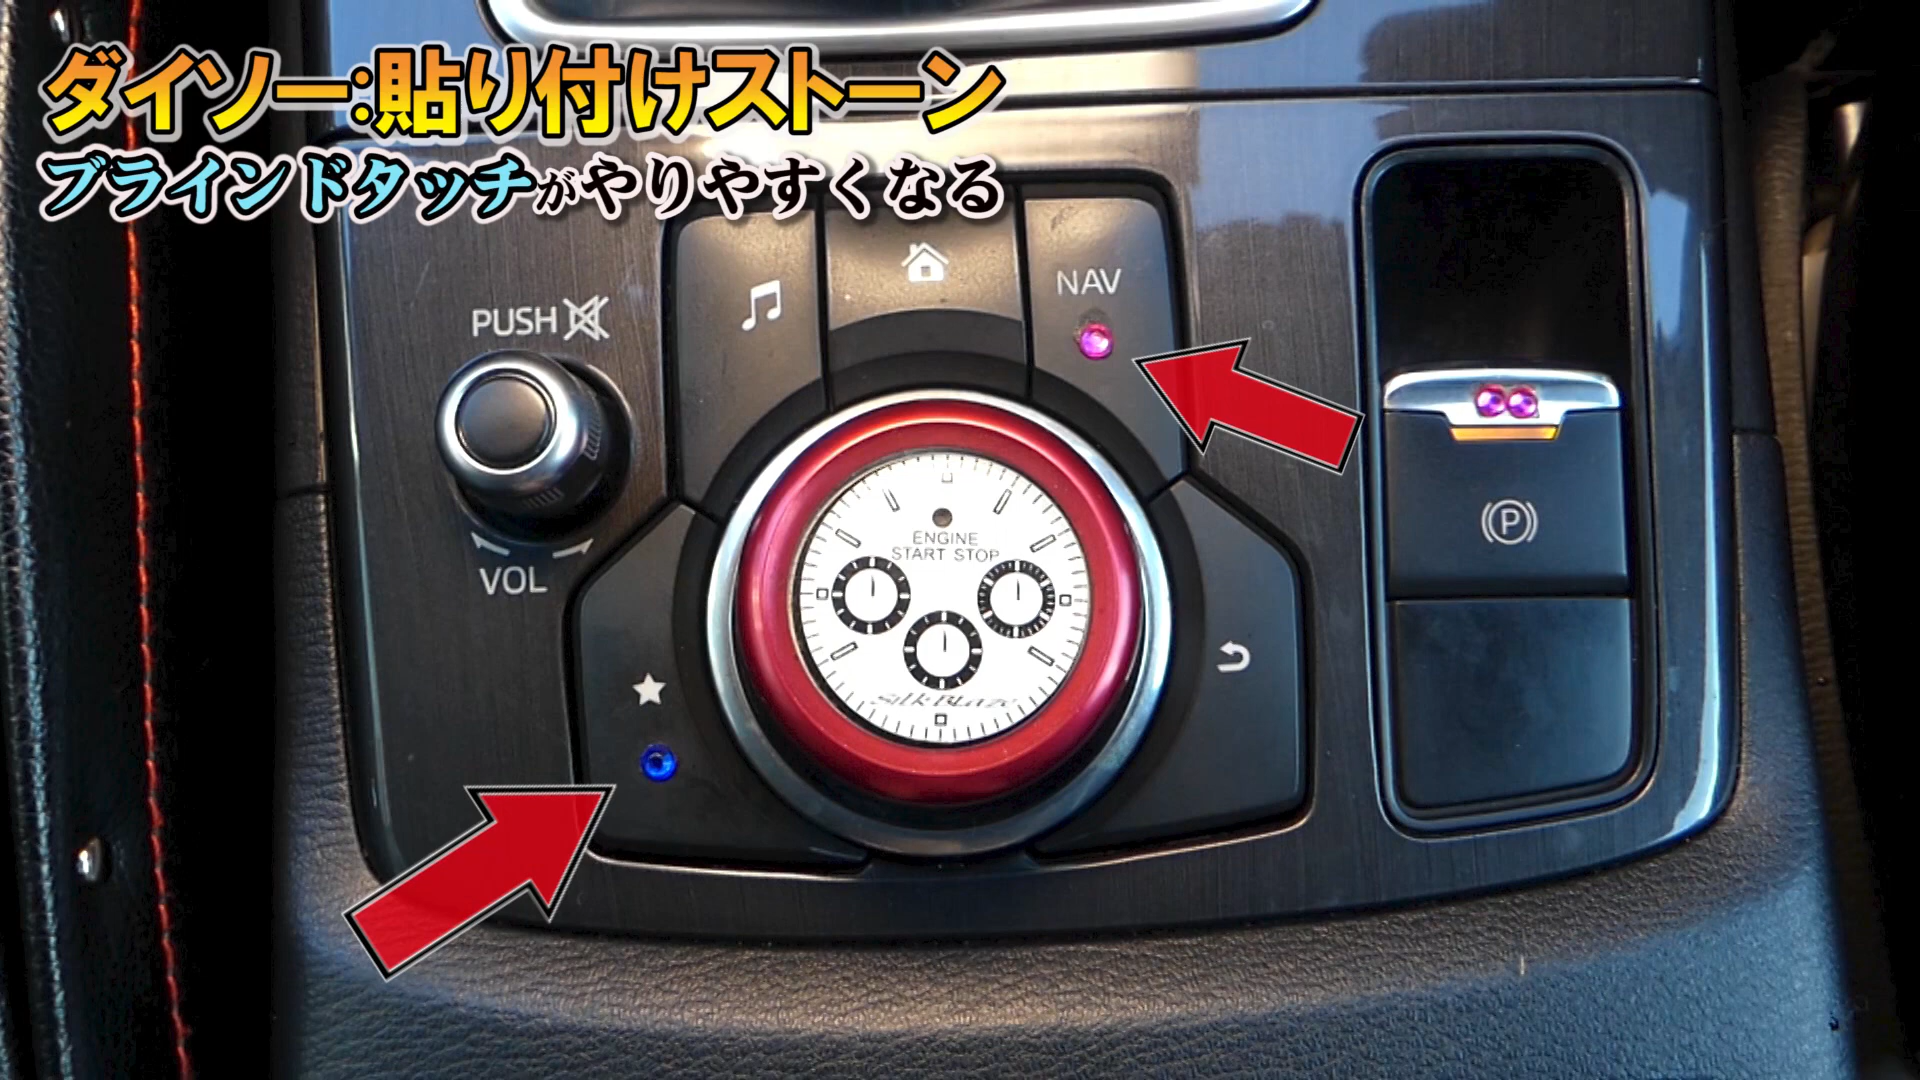 ダイソー:貼り付けストーン
ブラインドタッチがやりやすくなる
NAV
PUSH
VOL
ENGINE
START STOP
SilkBlaze
P